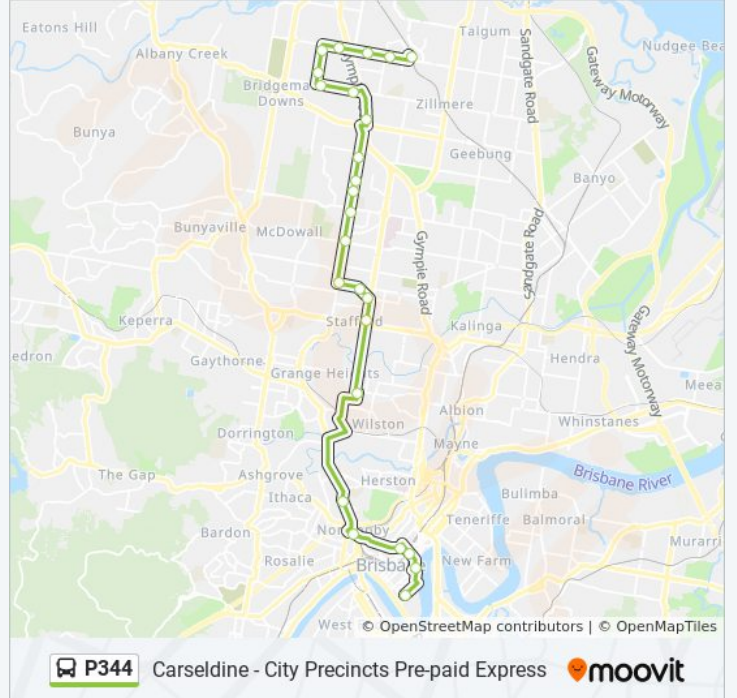 Eatons Hill
Taigum
Albany Creek
Sandgate Road
Nudgee Bea
Gympie
Bridgema
Downs
Zillmere
Gateway Motorway
Bunya
Geebung
Banyo
Bunyaville
McDowall
Gympie Road
Sandgate Road
Keperra
Stafford
Kalinga
Gateway Motorway
edron
Gaythorne
Hendra
Grange Heights
Meea
Albion
Whinstanes
Wilston
Dorrington
Mayne
The Gap
Ashgrove
Herston
Brisbane River
Ithaca
Bulimba
Teneriffe
Balmoral
Bardon
Normanby
Murarri
Rosalie
Brisbane
New Farm
West
© OpenStreetMap contributors | © OpenMapTiles
P344 Carseldine - City Precincts Pre-paid Express moovit